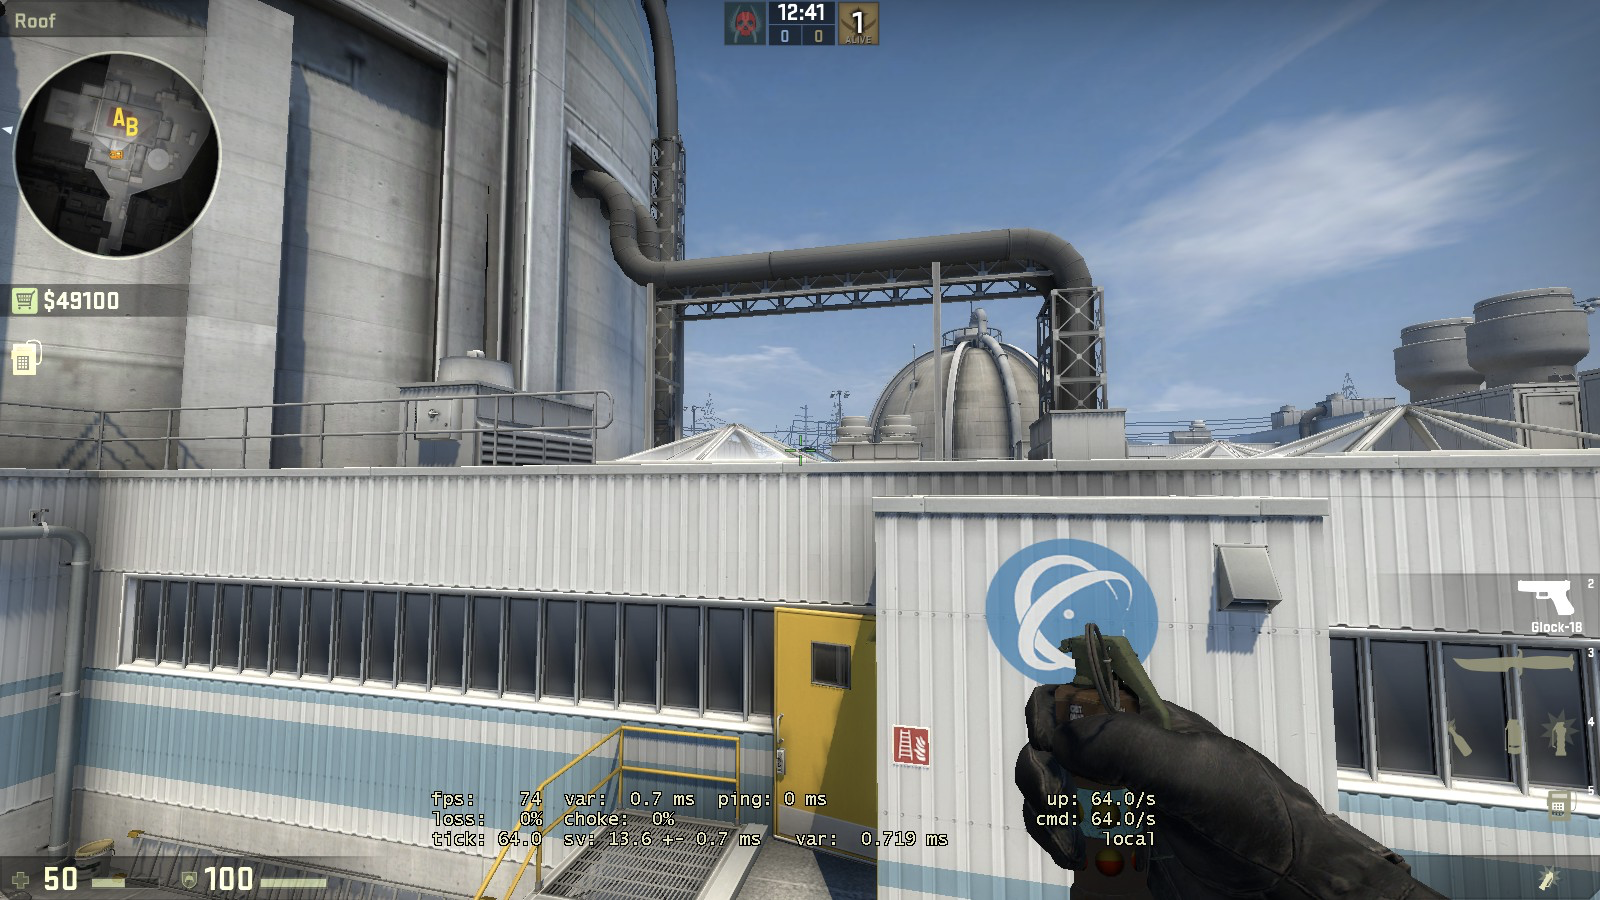 Roof
12:41
0 0
1
ALIVE
A
B
$49100
2
Glock-18
3
4
5
fps: 74 var: 0.7 ms ping: 0 ms
loss: 0% choke: 0%
tick: 64.0 sv: 13.6 +- 0.7 ms var: 0.719 ms
up: 64.0/s
cmd: 64.0/s
local
50
100